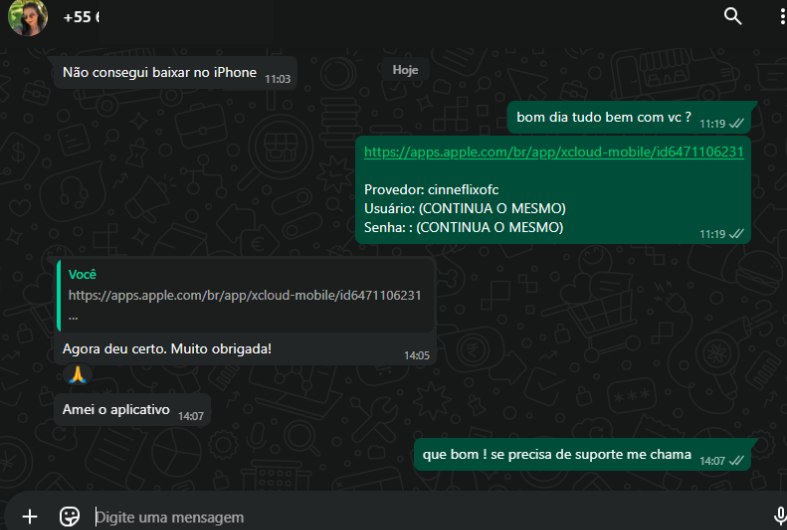 +55 6
Não consegui baixar no iPhone 11:03
Hoje
bom dia tudo bem com vc ? 11:19
https://apps.apple.com/br/app/xcloud-mobile/id6471106231
Provedor: cinneflixofc
Usuário: (CONTINUA O MESMO)
Senha: : (CONTINUA O MESMO) 11:19
Você
https://apps.apple.com/br/app/xcloud-mobile/id6471106231
...
Agora deu certo. Muito obrigada! 14:05
Amei o aplicativo 14:07
que bom ! se precisa de suporte me chama 14:07
Digite uma mensagem